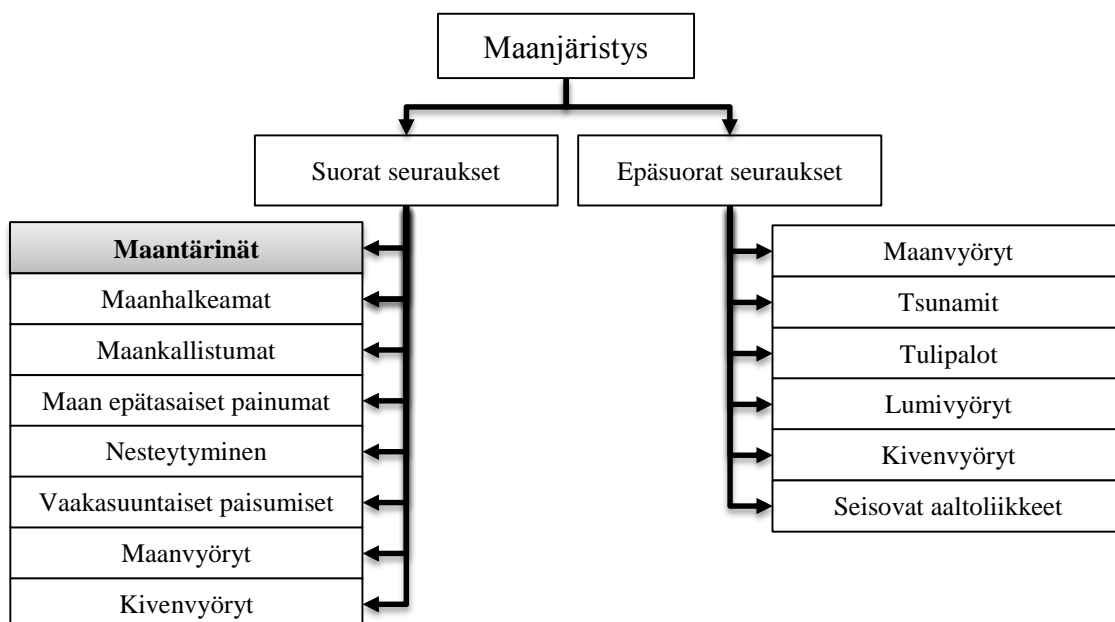 Maanjäristys
Suorat seuraukset
Epäsuorat seuraukset
Maantärinät
Maanhalkeamat
Maankallistumat
Maan epätasaiset painumat
Nesteytyminen
Vaakasuuntaiset paisumiset
Maanvyöryt
Kivenvyöryt
Maanvyöryt
Tsunamit
Tulipalot
Lumivyöryt
Kivenvyöryt
Seisovat aaltoliikkeet